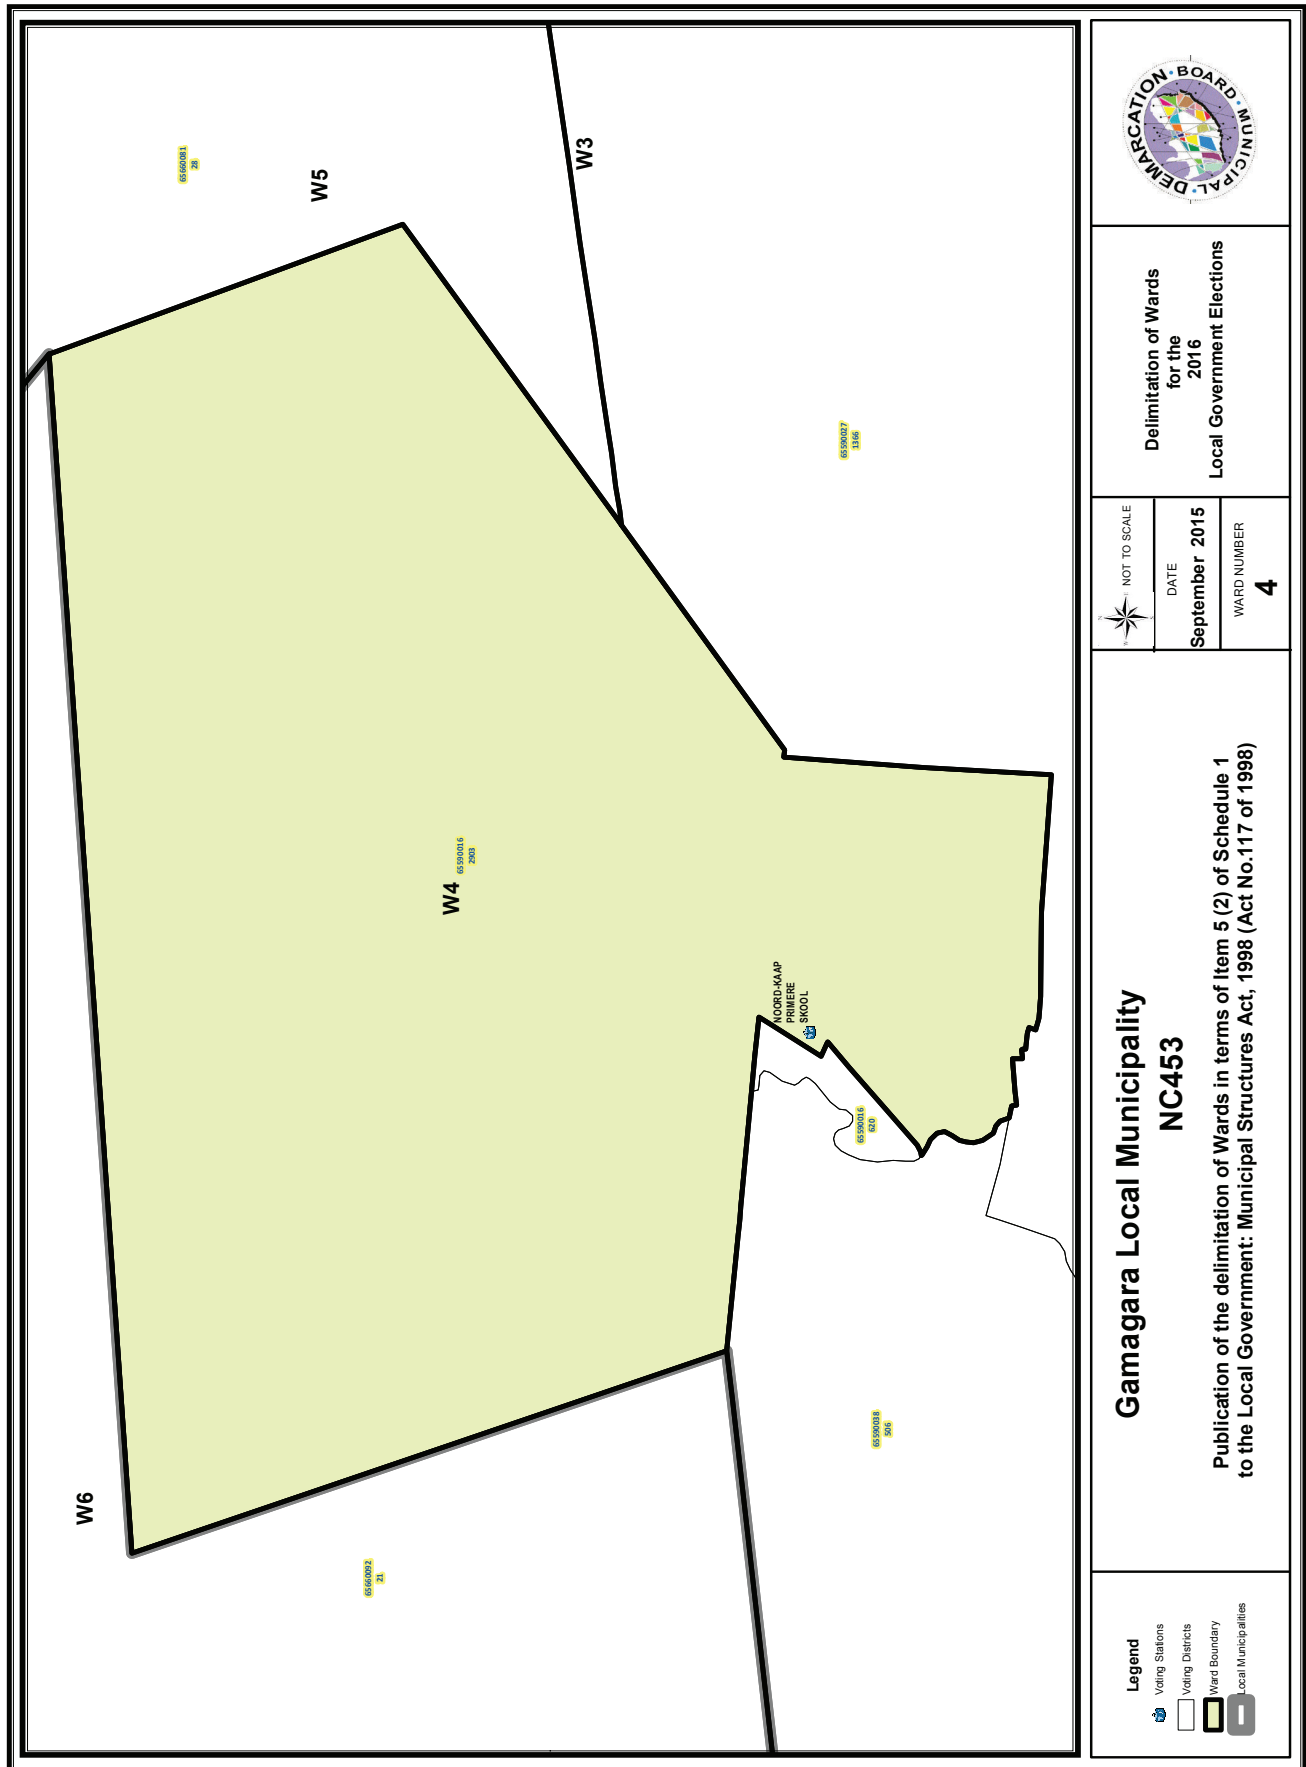 W6
65660092
21
65660081
28
W5
W3
W4
65590016
2903
NOORD-KAAP
PRIMERE
SKOOL
65590016
620
65590027
1366
65590038
506
Legend
Voting Stations
Voting Districts
Ward Boundary
Local Municipalities
Gamagara Local Municipality
NC453
Publication of the delimitation of Wards in terms of Item 5 (2) of Schedule 1
to the Local Government: Municipal Structures Act, 1998 (Act No.117 of 1998)
NOT TO SCALE
DATE
September 2015
WARD NUMBER
4
Delimitation of Wards
for the
2016
Local Government Elections
MUNICIPAL • DEMARCATION • BOARD •